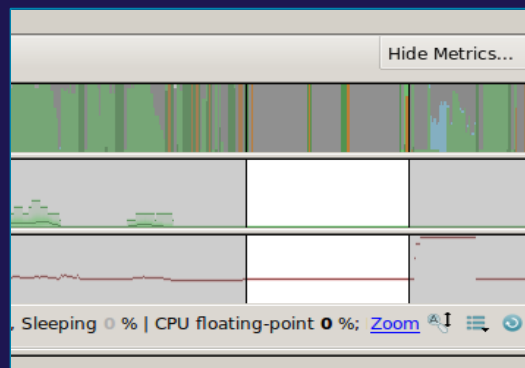 Hide Metrics...
, Sleeping 0 % | CPU floating-point 0 %; Zoom